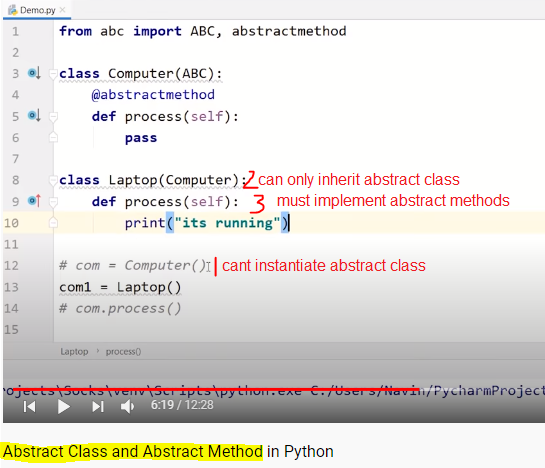 Demo.py
1 from abc import ABC, abstractmethod
2
3 class Computer(ABC):
4 @abstractmethod
5 def process(self):
6 pass
7
8 class Laptop(Computer): 2 can only inherit abstract class
9 def process(self): 3 must implement abstract methods
10 print("its running")
11
12 # com = Computer() 1 cant instantiate abstract class
13 com1 = Laptop()
14 # com.process()
15
Laptop › process()
rojects\Socks\venv\Scripts\python.exe C:/Users/Navin/PycharmProject
6:19 / 12:28
Abstract Class and Abstract Method in Python